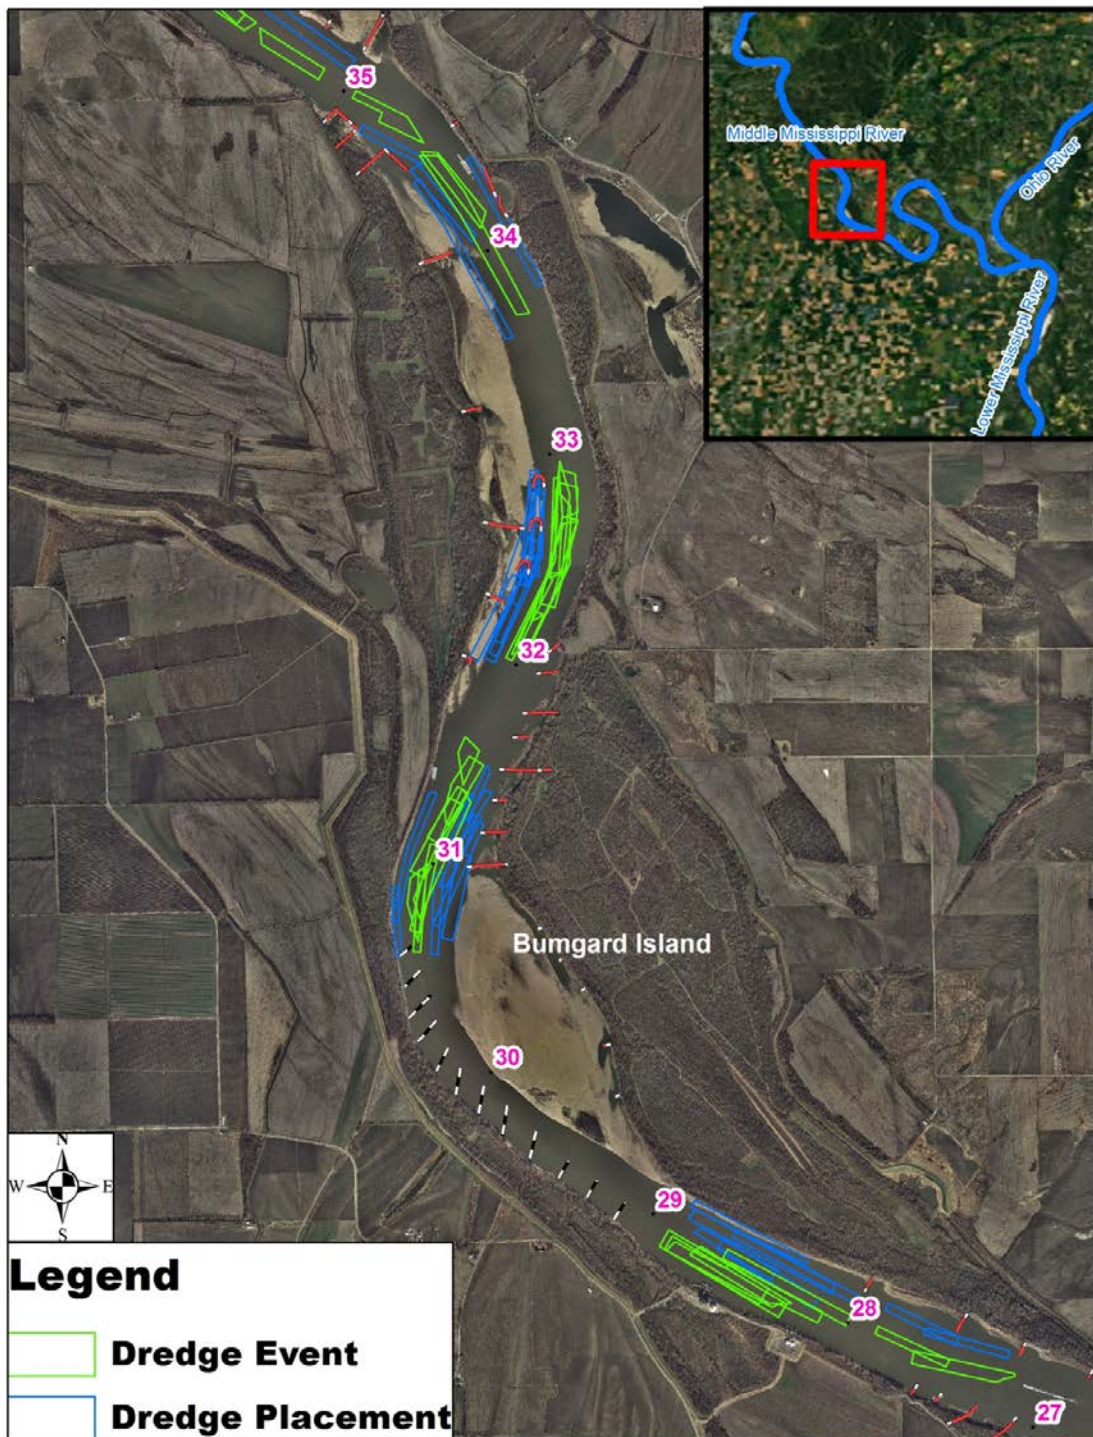 35
34
33
32
31
30
29
28
27
Bumgard Island
Middle Mississippi River
Ohio River
Lower Mississippi River
N
W
E
S
Legend
Dredge Event
Dredge Placement